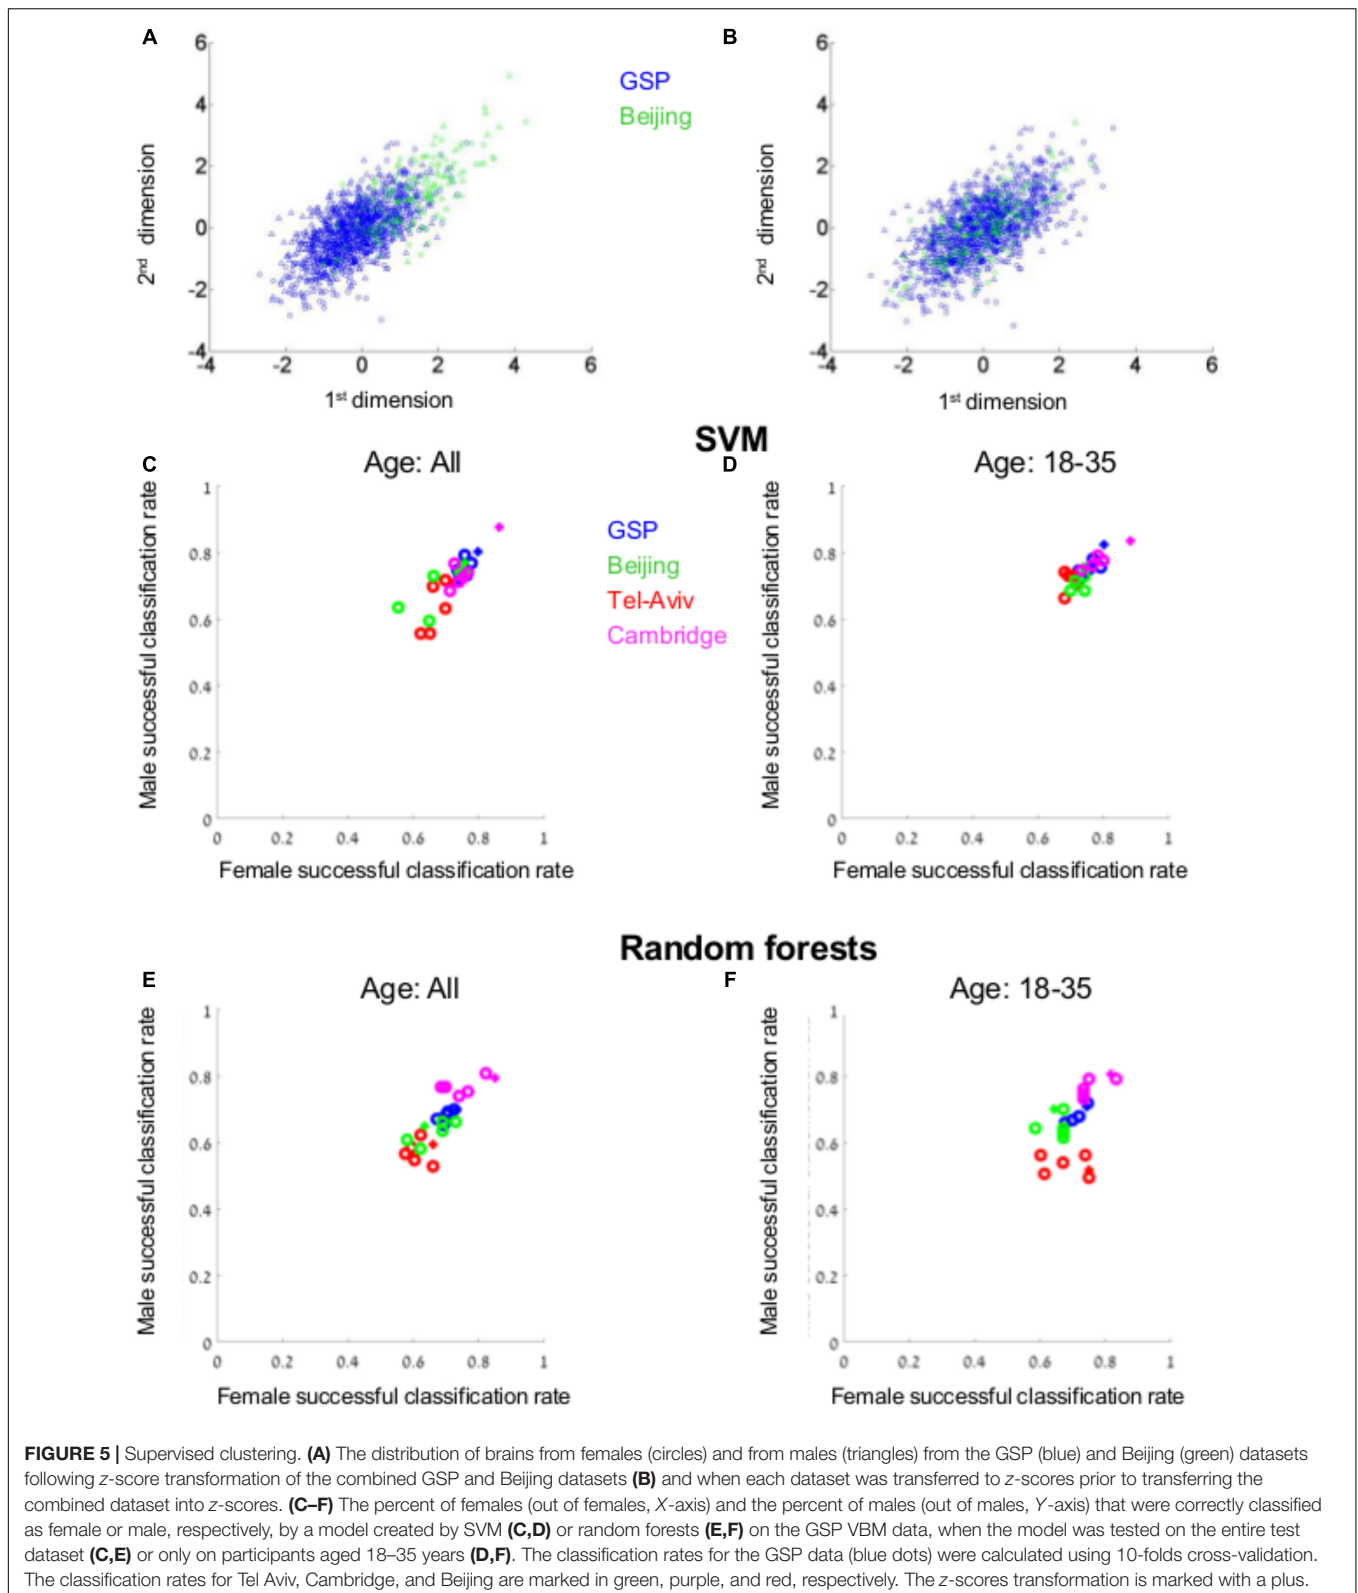 A
B
6
4
2
0
-2
-4
2nd dimension
-4 -2 0 2 4 6
1st dimension
GSP
Beijing
6
4
2
0
-2
-4
2nd dimension
-4 -2 0 2 4 6
1st dimension
SVM
C
Age: All
D
Age: 18-35
Male successful classification rate
1
0.8
0.6
0.4
0.2
0
0 0.2 0.4 0.6 0.8 1
Female successful classification rate
GSP
Beijing
Tel-Aviv
Cambridge
Male successful classification rate
1
0.8
0.6
0.4
0.2
0
0 0.2 0.4 0.6 0.8 1
Female successful classification rate
Random forests
E
Age: All
F
Age: 18-35
Male successful classification rate
1
0.8
0.6
0.4
0.2
0
0 0.2 0.4 0.6 0.8 1
Female successful classification rate
Male successful classification rate
1
0.8
0.6
0.4
0.2
0
0 0.2 0.4 0.6 0.8 1
Female successful classification rate
FIGURE 5 | Supervised clustering. (A) The distribution of brains from females (circles) and from males (triangles) from the GSP (blue) and Beijing (green) datasets
following z-score transformation of the combined GSP and Beijing datasets (B) and when each dataset was transferred to z-scores prior to transferring the
combined dataset into z-scores. (C–F) The percent of females (out of females, X-axis) and the percent of males (out of males, Y-axis) that were correctly classified
as female or male, respectively, by a model created by SVM (C,D) or random forests (E,F) on the GSP VBM data, when the model was tested on the entire test
dataset (C,E) or only on participants aged 18–35 years (D,F). The classification rates for the GSP data (blue dots) were calculated using 10-folds cross-validation.
The classification rates for Tel Aviv, Cambridge, and Beijing are marked in green, purple, and red, respectively. The z-scores transformation is marked with a plus.